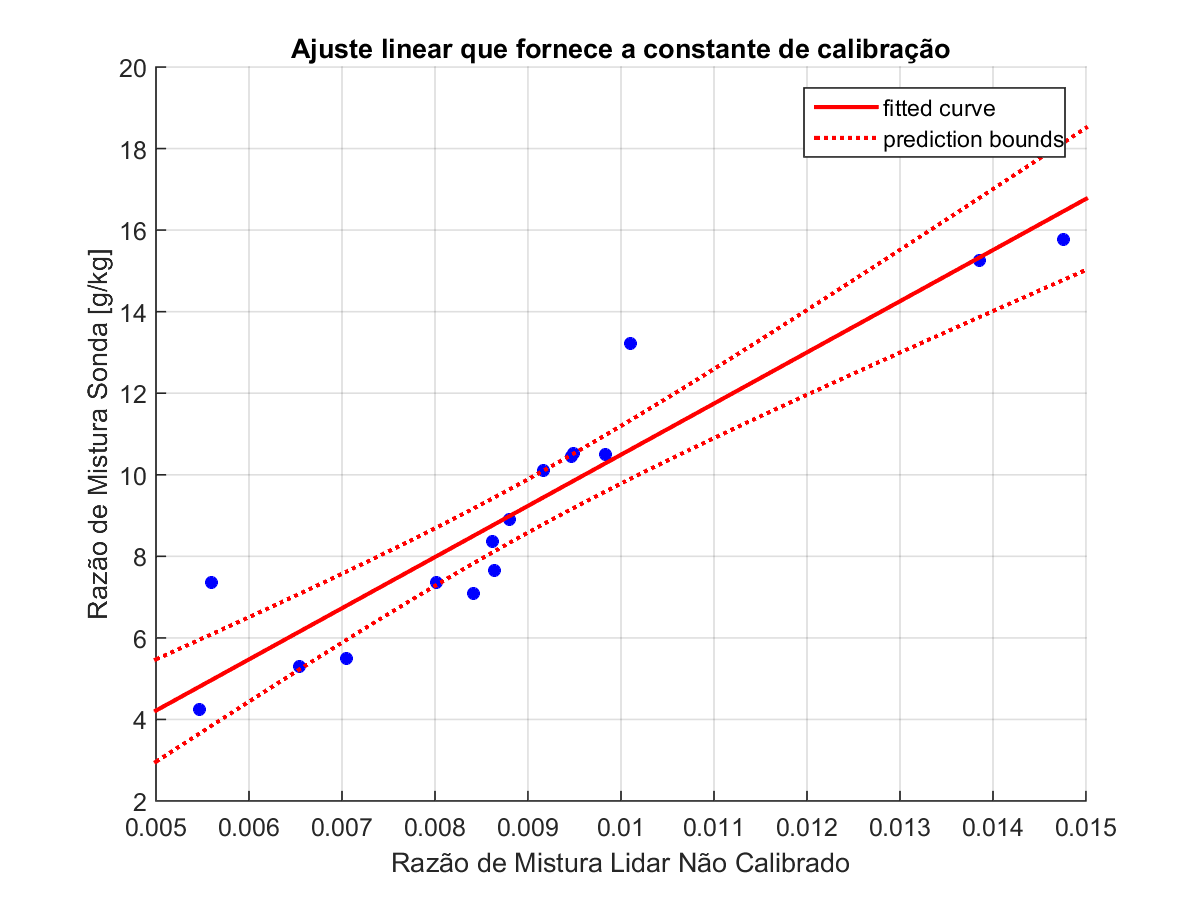 Ajuste linear que fornece a constante de calibração
20
18
16
14
12
10
8
6
4
2
Razão de Mistura Sonda [g/kg]
fitted curve
prediction bounds
0.005 0.006 0.007 0.008 0.009 0.01 0.011 0.012 0.013 0.014 0.015
Razão de Mistura Lidar Não Calibrado